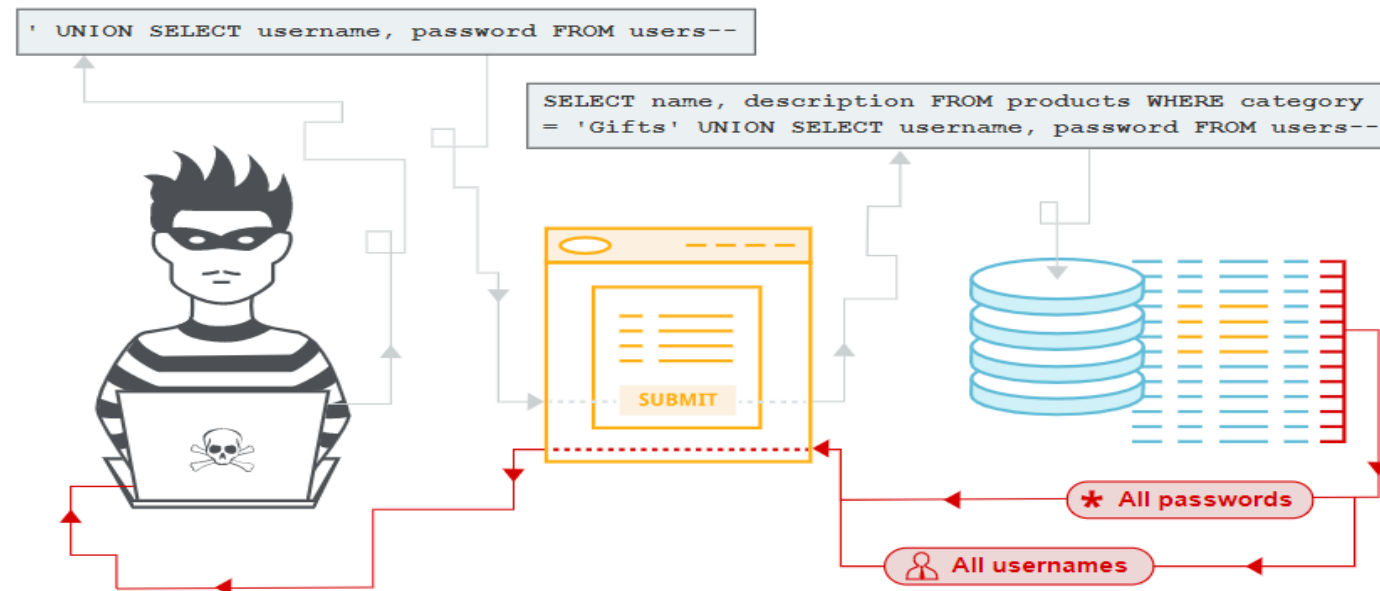 ' UNION SELECT username, password FROM users--
SELECT name, description FROM products WHERE category
= 'Gifts' UNION SELECT username, password FROM users--
SUBMIT
* All passwords
All usernames